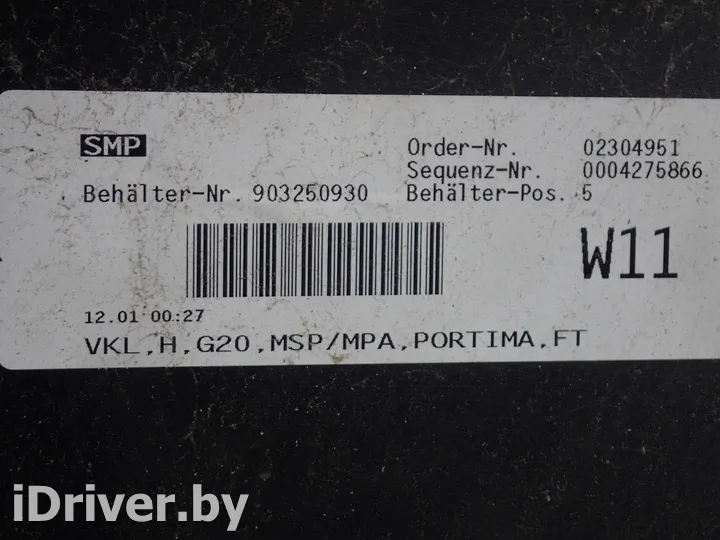 SMP
Order-Nr. 02304951
Sequenz-Nr. 0004275866
Behälter-Nr. 903250930 Behälter-Pos. 5
W11
12.01 00:27
VKL,H,G20,MSP/MPA,PORTIMA,FT
iDriver.by